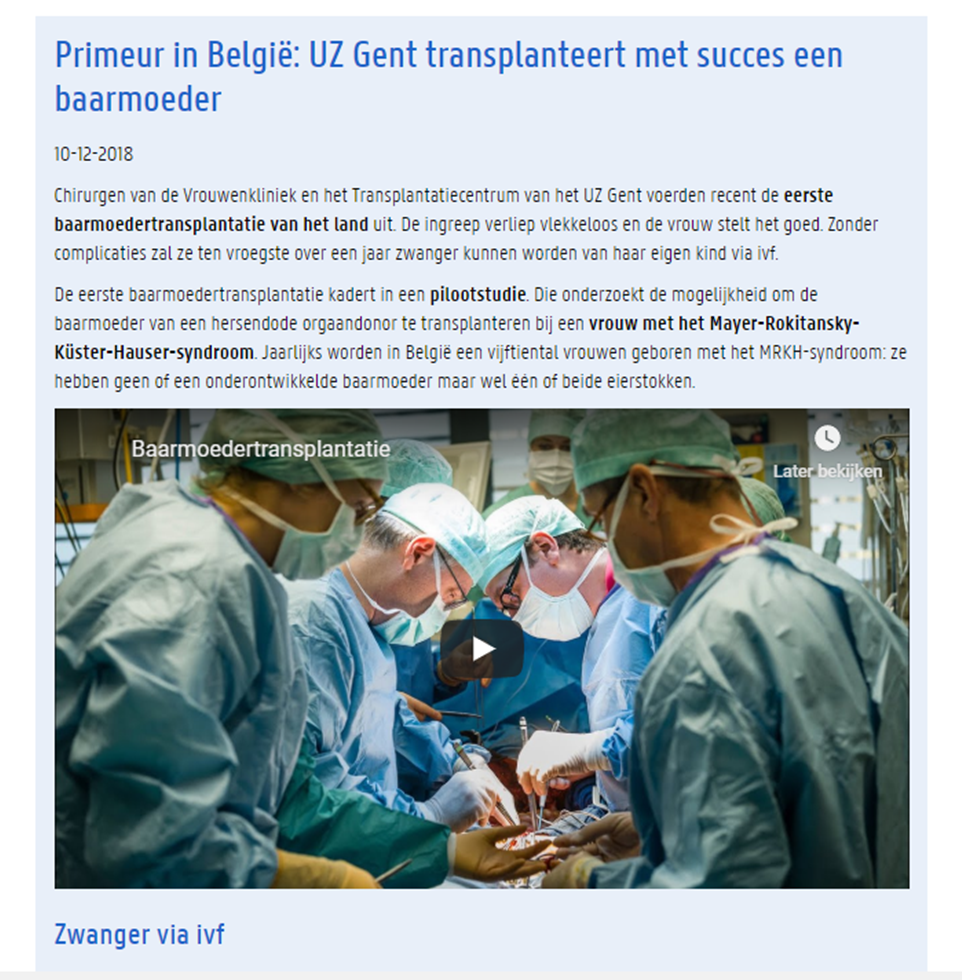 Primeur in België: UZ Gent transplanteert met succes een
baarmoeder
10-12-2018
Chirurgen van de Vrouwenkliniek en het Transplantatiecentrum van het UZ Gent voerden recent de eerste
baarmoedertransplantatie van het land uit. De ingreep verliep vlekkeloos en de vrouw stelt het goed. Zonder
complicaties zal ze ten vroegste over een jaar zwanger kunnen worden van haar eigen kind via ivf.
De eerste baarmoedertransplantatie kadert in een pilootstudie. Die onderzoekt de mogelijkheid om de
baarmoeder van een hersendode orgaandonor te transplanteren bij een vrouw met het Mayer-Rokitansky-
Küster-Hauser-syndroom. Jaarlijks worden in België een vijftiental vrouwen geboren met het MRKH-syndroom: ze
hebben geen of een onderontwikkelde baarmoeder maar wel één of beide eierstokken.
Baarmoedertransplantatie
Later bekijken
Zwanger via ivf